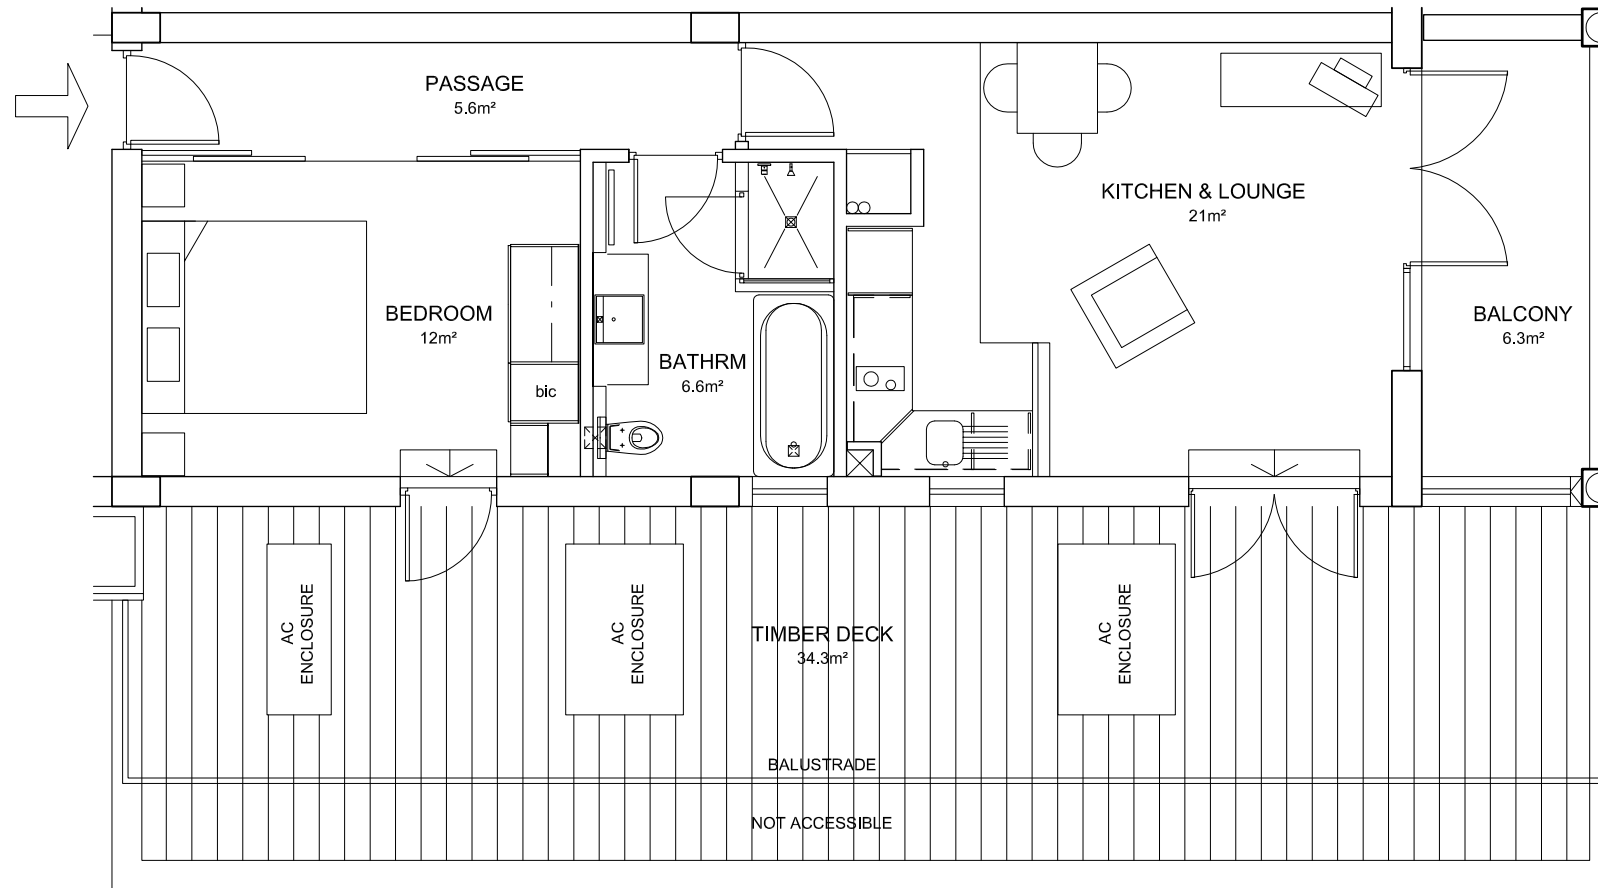 PASSAGE
5.6m²
KITCHEN & LOUNGE
21m²
BEDROOM
12m²
BALCONY
6.3m²
BATHRM
6.6m²
bic
AC
ENCLOSURE
AC
ENCLOSURE
TIMBER DECK
34.3m²
AC
ENCLOSURE
BALUSTRADE
NOT ACCESSIBLE